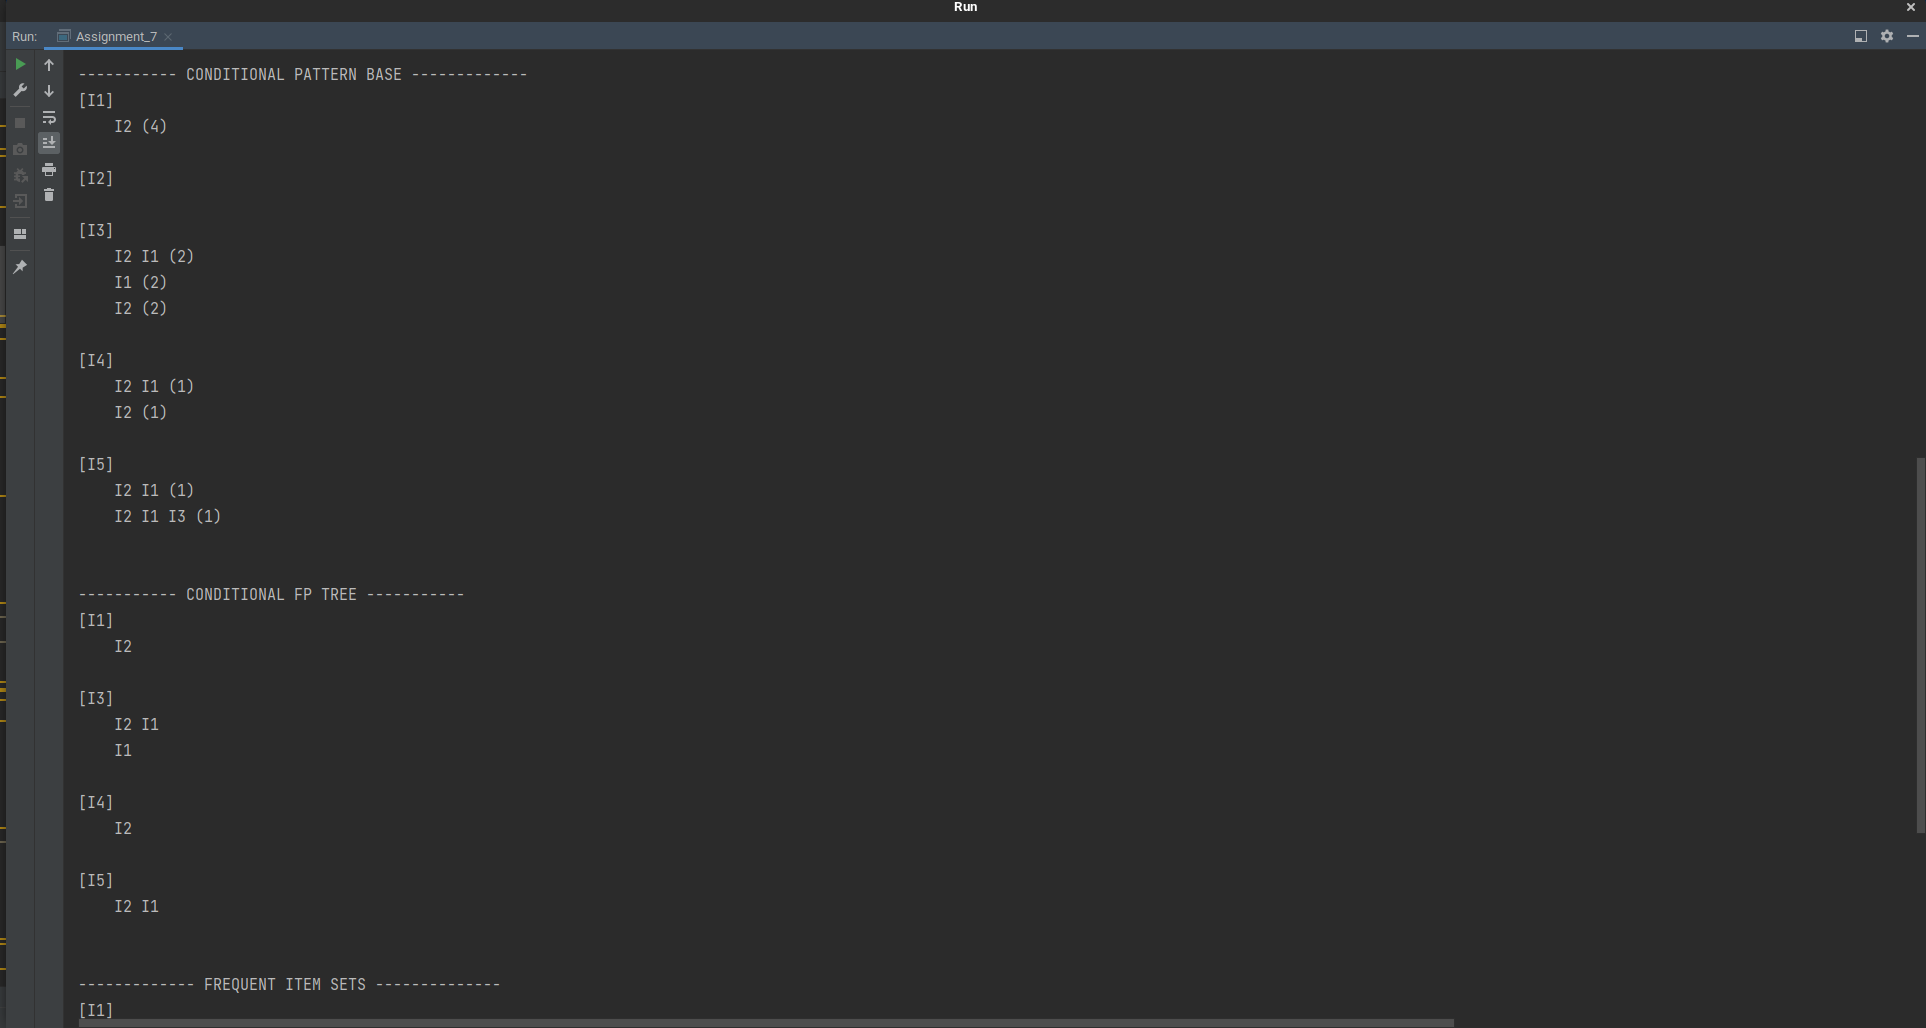 Run
Run: Assignment_7
----------- CONDITIONAL PATTERN BASE -------------
[I1]
    I2 (4)
[I2]
[I3]
    I2 I1 (2)
    I1 (2)
    I2 (2)
[I4]
    I2 I1 (1)
    I2 (1)
[I5]
    I2 I1 (1)
    I2 I1 I3 (1)
----------- CONDITIONAL FP TREE -----------
[I1]
    I2
[I3]
    I2 I1
    I1
[I4]
    I2
[I5]
    I2 I1
------------- FREQUENT ITEM SETS --------------
[I1]